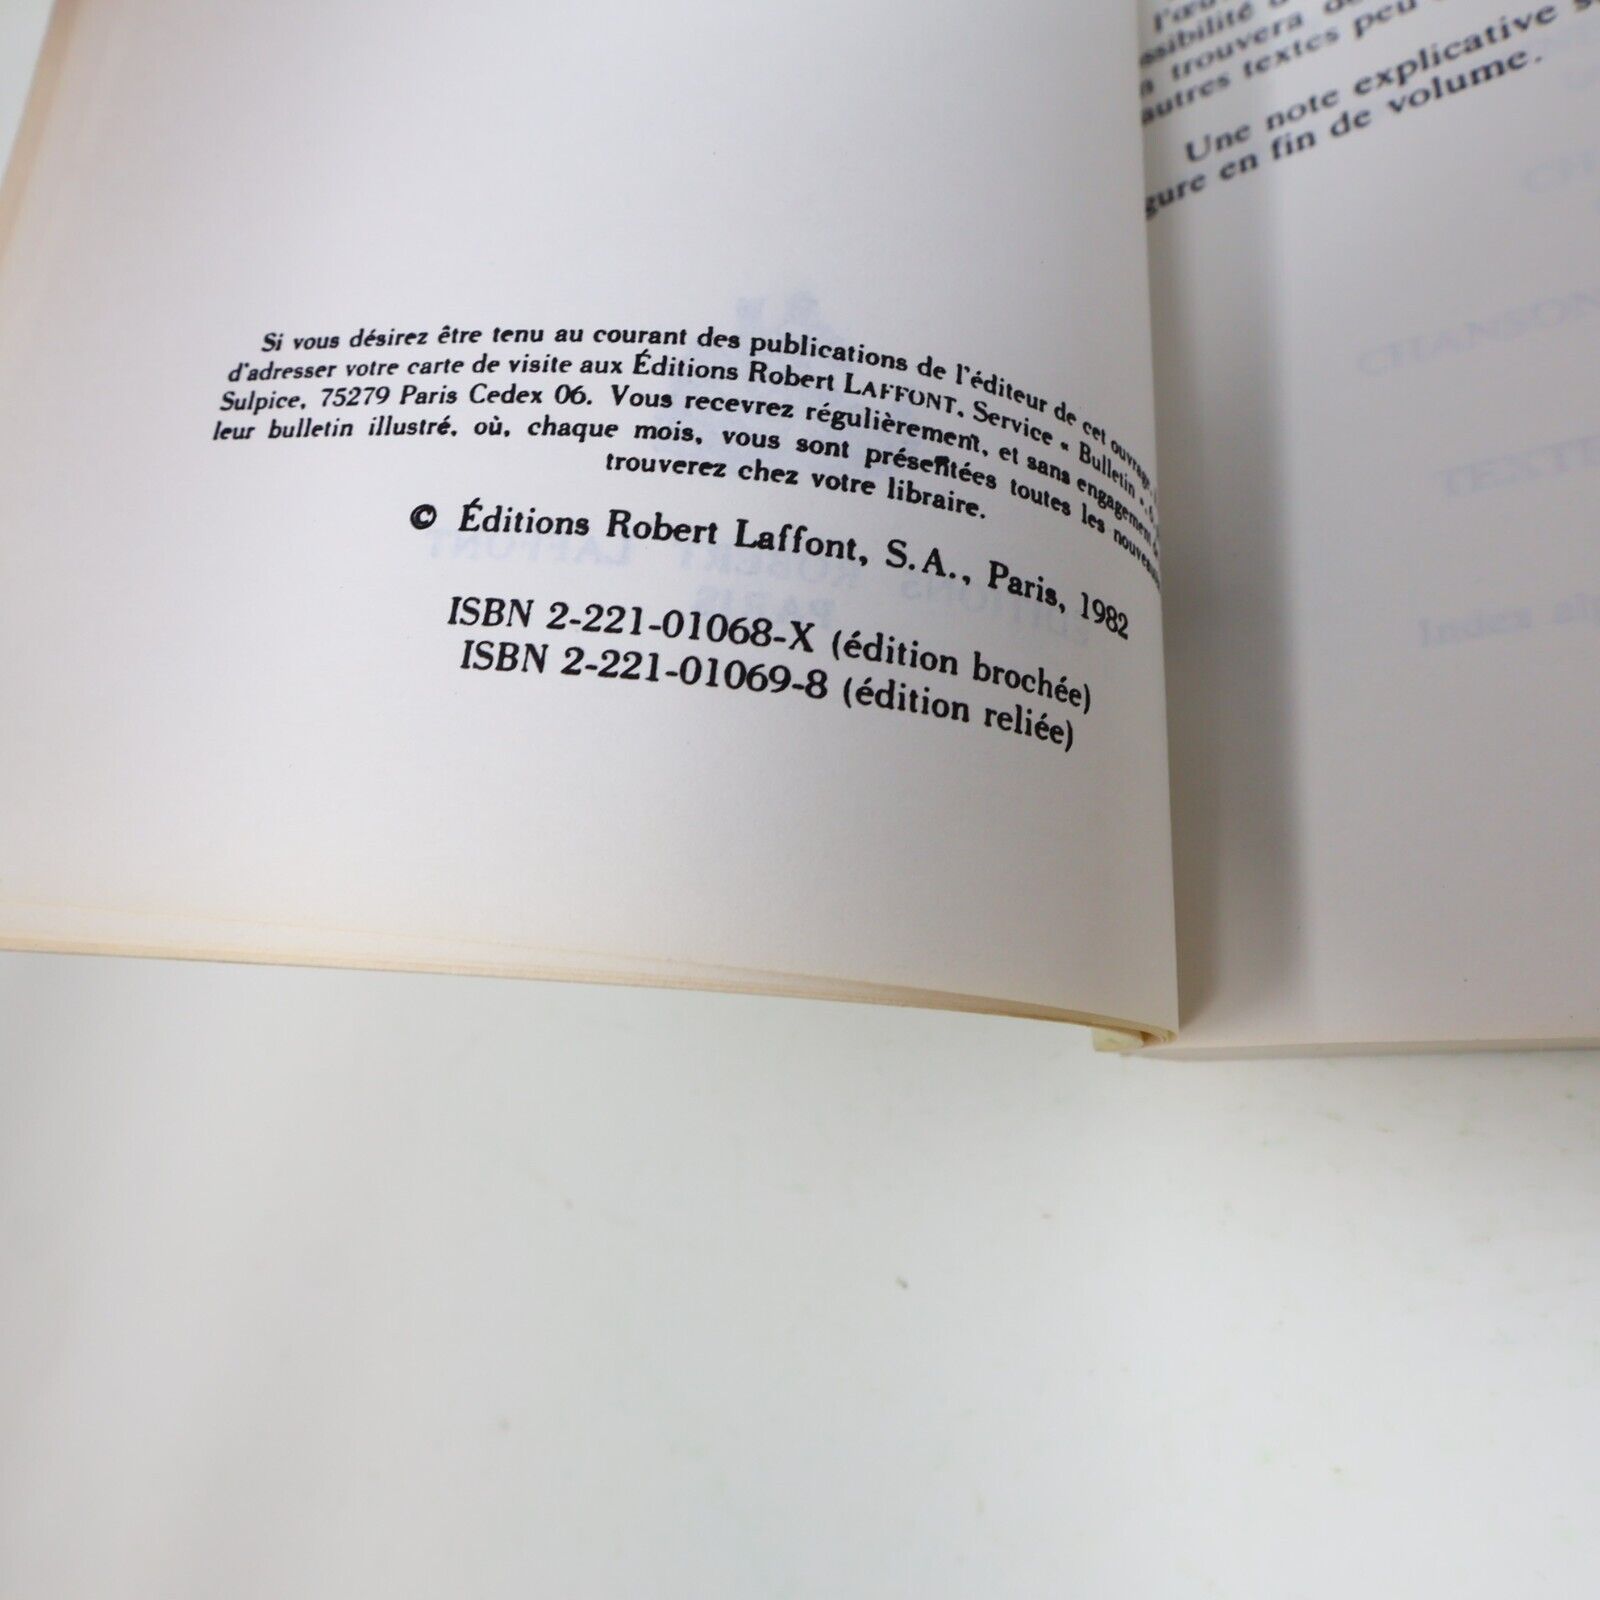 Si vous désirez être tenu au courant des publications de l'éditeur de cet ouvrage,
d'adresser votre carte de visite aux Éditions Robert LAFFONT, Service « Bulletin »,
Sulpice, 75279 Paris Cedex 06. Vous recevrez régulièrement, et sans engagement
leur bulletin illustré, où, chaque mois, vous sont présentées toutes les
trouverez chez votre libraire.
© Éditions Robert Laffont, S.A., Paris, 1982
ISBN 2-221-01068-X (édition brochée)
ISBN 2-221-01069-8 (édition reliée)
trouvera
autres textes peu
Une note explicative
gure en fin de volume.
CHANSON
TEXTE
Index